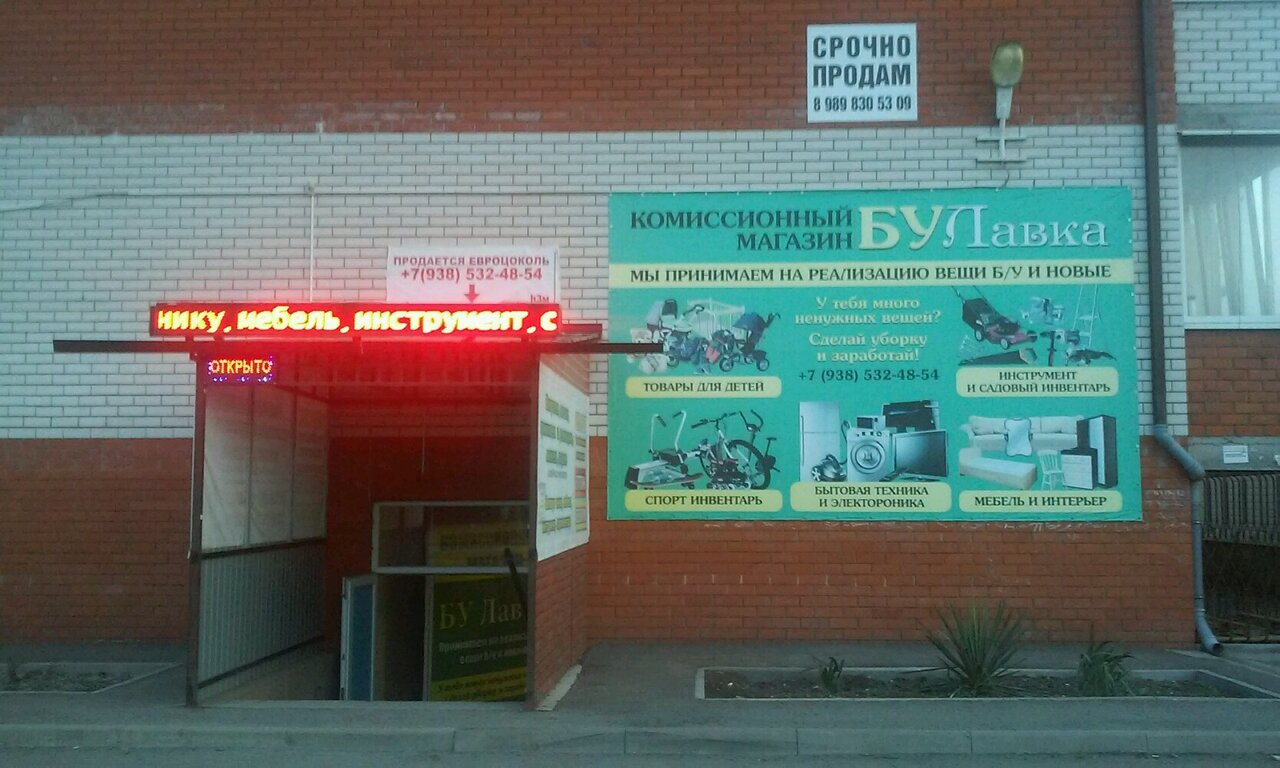 СРОЧНО
ПРОДАМ
8 989 830 53 09
КОМИССИОННЫЙ
МАГАЗИН
БУЛавка
МЫ ПРИНИМАЕМ НА РЕАЛИЗАЦИЮ ВЕЩИ Б/У И НОВЫЕ
У тебя много
ненужных вещей?
Сделай уборку
и заработай!
+7 (938) 532-48-54
ТОВАРЫ ДЛЯ ДЕТЕЙ
ИНСТРУМЕНТ
И САДОВЫЙ ИНВЕНТАРЬ
СПОРТ ИНВЕНТАРЬ
БЫТОВАЯ ТЕХНИКА
И ЭЛЕКТОРОНИКА
МЕБЕЛЬ И ИНТЕРЬЕР
ПРОДАЕТСЯ ЕВРОЦОКОЛЬ
+7(938) 532-48-54
h3м
нику, мебель, инструмент, с
ОТКРЫТО
БУ Лав